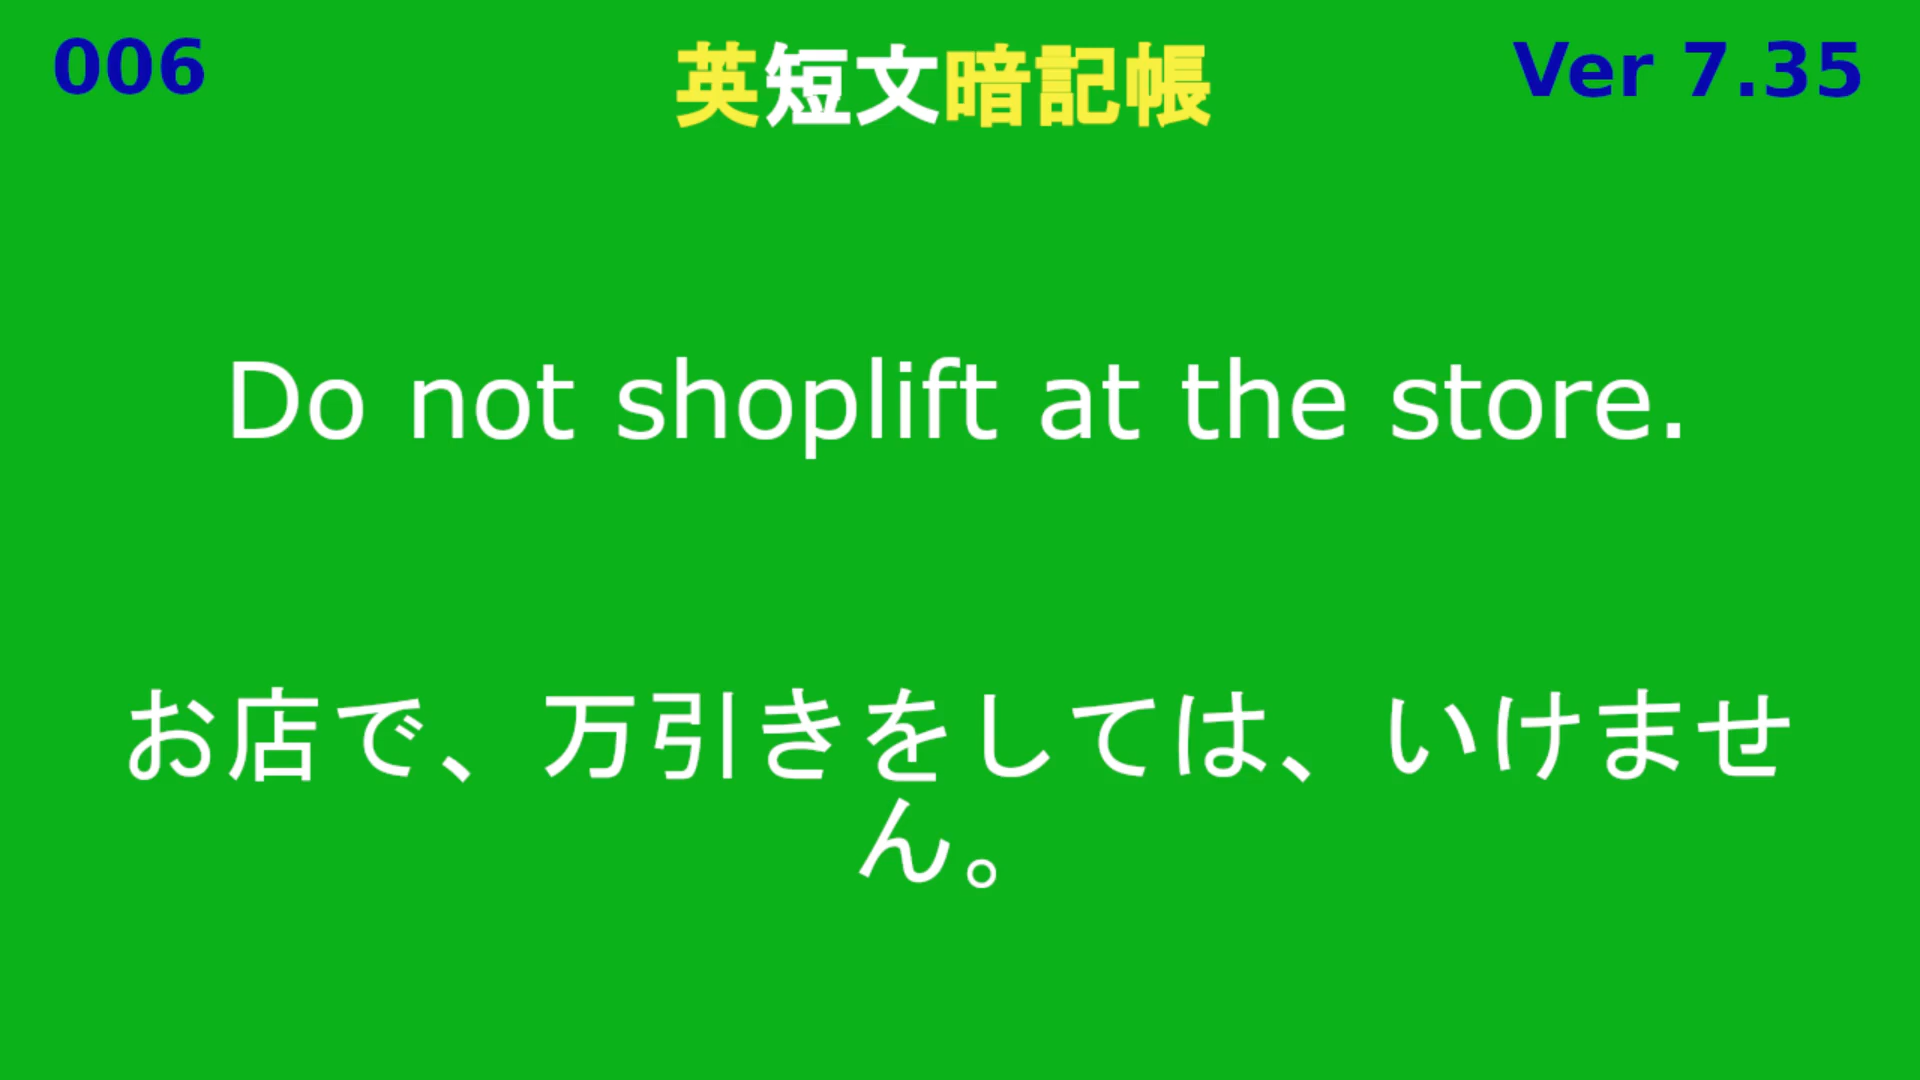 006
英短文暗記帳
Ver 7.35
Do not shoplift at the store.
お店で、万引きをしては、いけませ
ん。